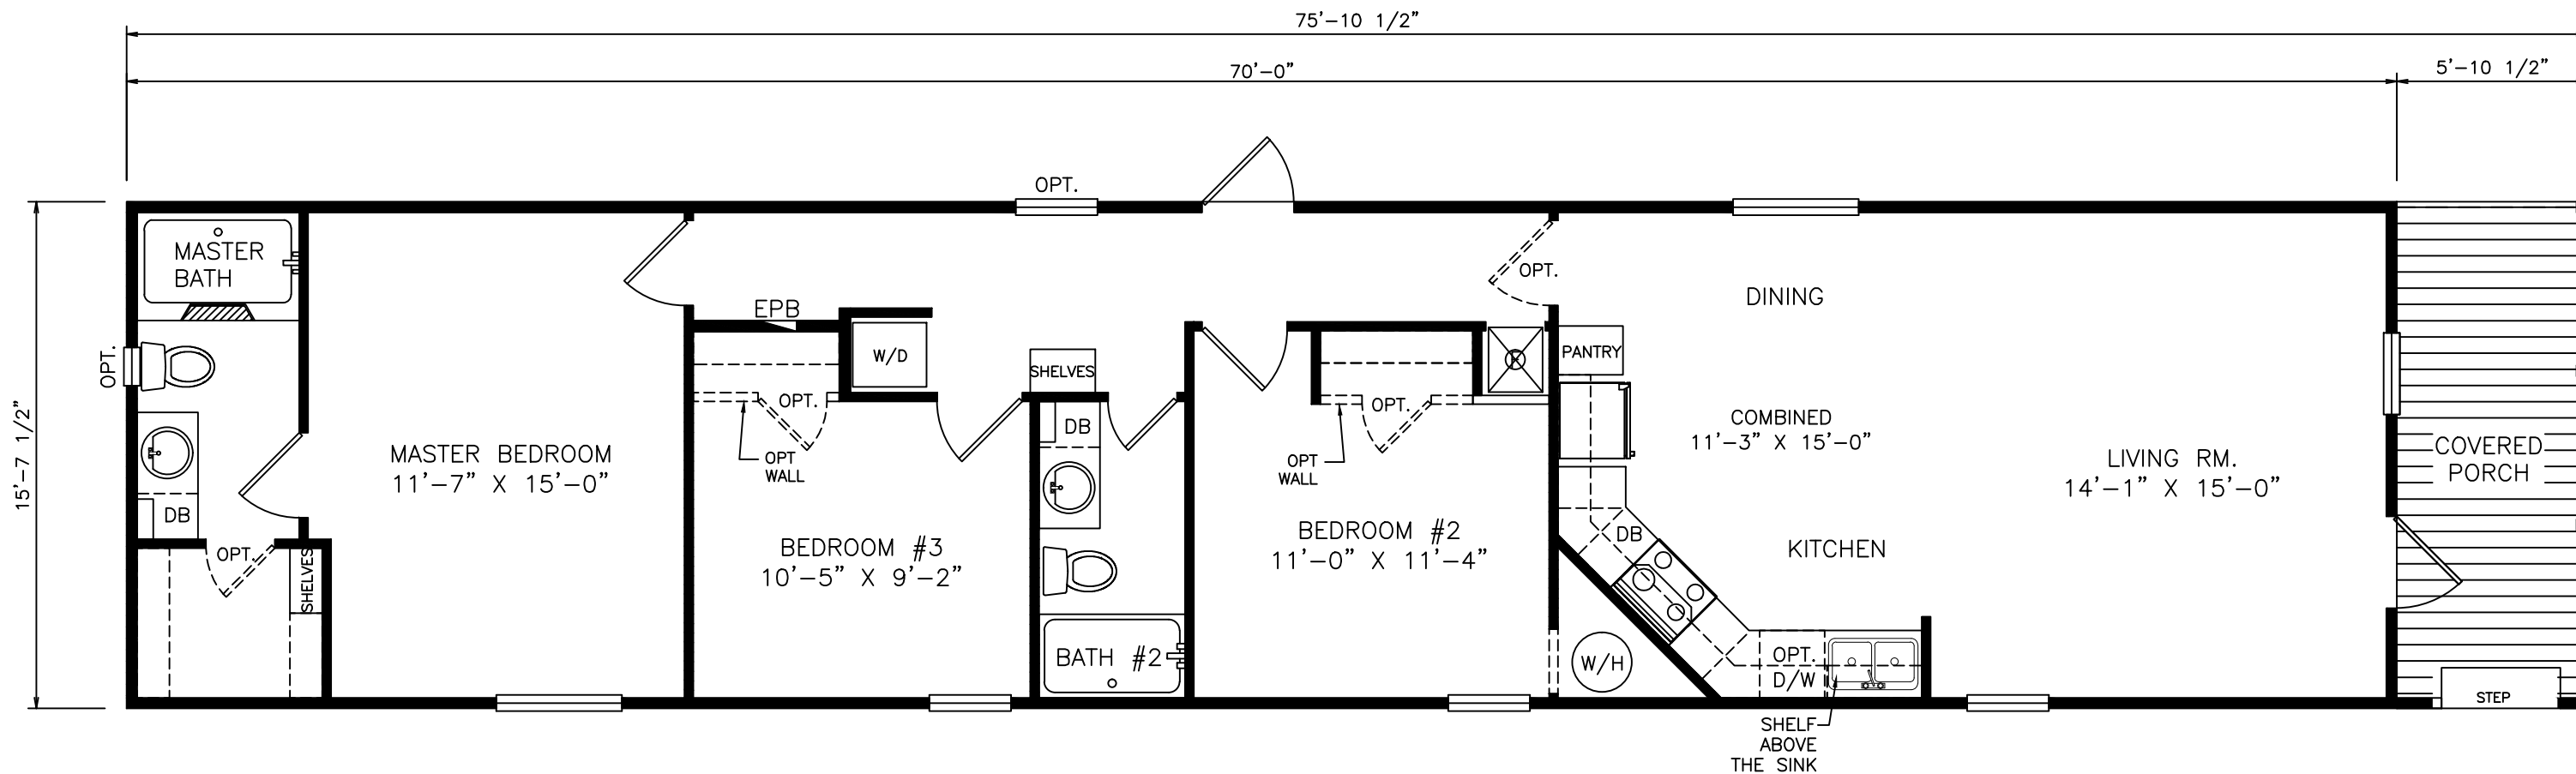 75'-10 1/2"
70'-0"
5'-10 1/2"
15'-7 1/2"
OPT.
MASTER
BATH
OPT.
DB
OPT.
SHELVES
MASTER BEDROOM
11'-7" X 15'-0"
EPB
W/D
OPT.
OPT
WALL
BEDROOM #3
10'-5" X 9'-2"
SHELVES
DB
BATH #2
OPT.
OPT.
OPT
WALL
BEDROOM #2
11'-0" X 11'-4"
W/H
DINING
PANTRY
COMBINED
11'-3" X 15'-0"
DB
KITCHEN
OPT.
D/W
SHELF
ABOVE
THE SINK
LIVING RM.
14'-1" X 15'-0"
COVERED
PORCH
STEP